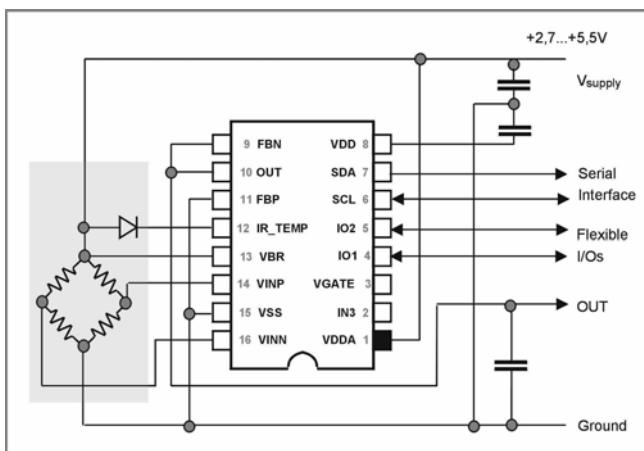 +2,7...+5,5V
Vsupply
9 FBN VDD 8
10 OUT SDA 7
Serial
11 FBP SCL 6
Interface
12 IR_TEMP IO2 5
Flexible
13 VBR IO1 4
I/Os
14 VINP VGATE 3
15 VSS IN3 2
OUT
16 VINN VDDA 1
Ground